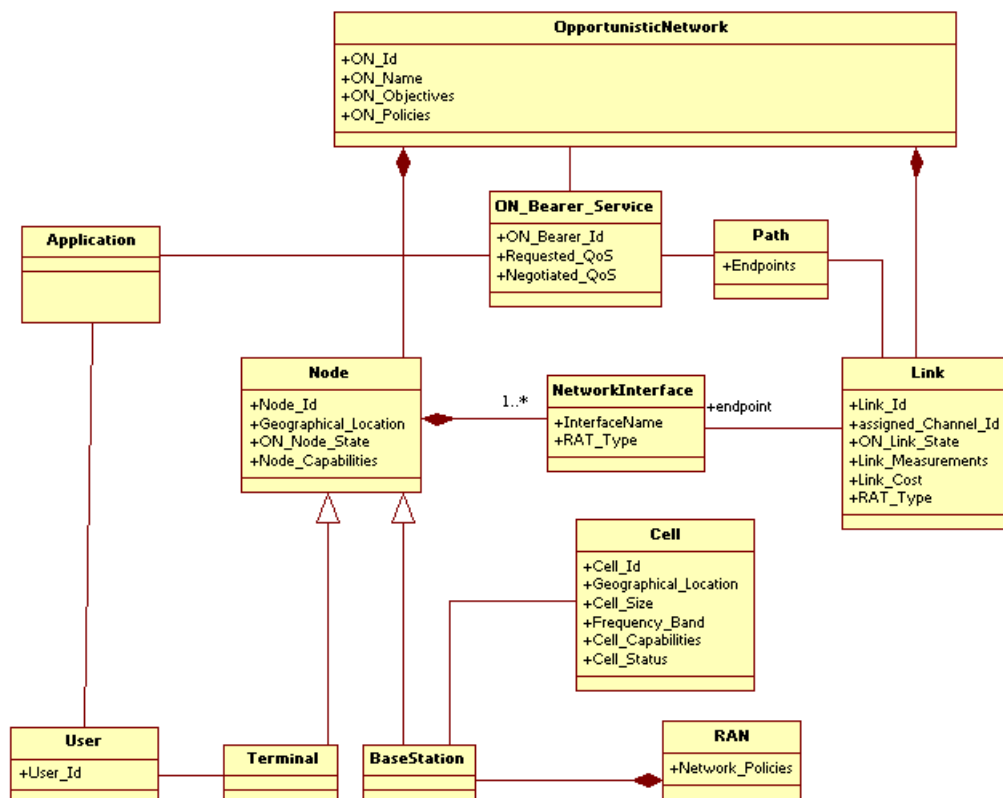 OpportunisticNetwork
+ON_Id
+ON_Name
+ON_Objectives
+ON_Policies
ON_Bearer_Service
+ON_Bearer_Id
+Requested_QoS
+Negotiated_QoS
Path
+Endpoints
Application
Node
+Node_Id
+Geographical_Location
+ON_Node_State
+Node_Capabilities
1..*
NetworkInterface
+InterfaceName
+RAT_Type
+endpoint
Link
+Link_Id
+assigned_Channel_Id
+ON_Link_State
+Link_Measurements
+Link_Cost
+RAT_Type
Cell
+Cell_Id
+Geographical_Location
+Cell_Size
+Frequency_Band
+Cell_Capabilities
+Cell_Status
User
+User_Id
Terminal
BaseStation
RAN
+Network_Policies